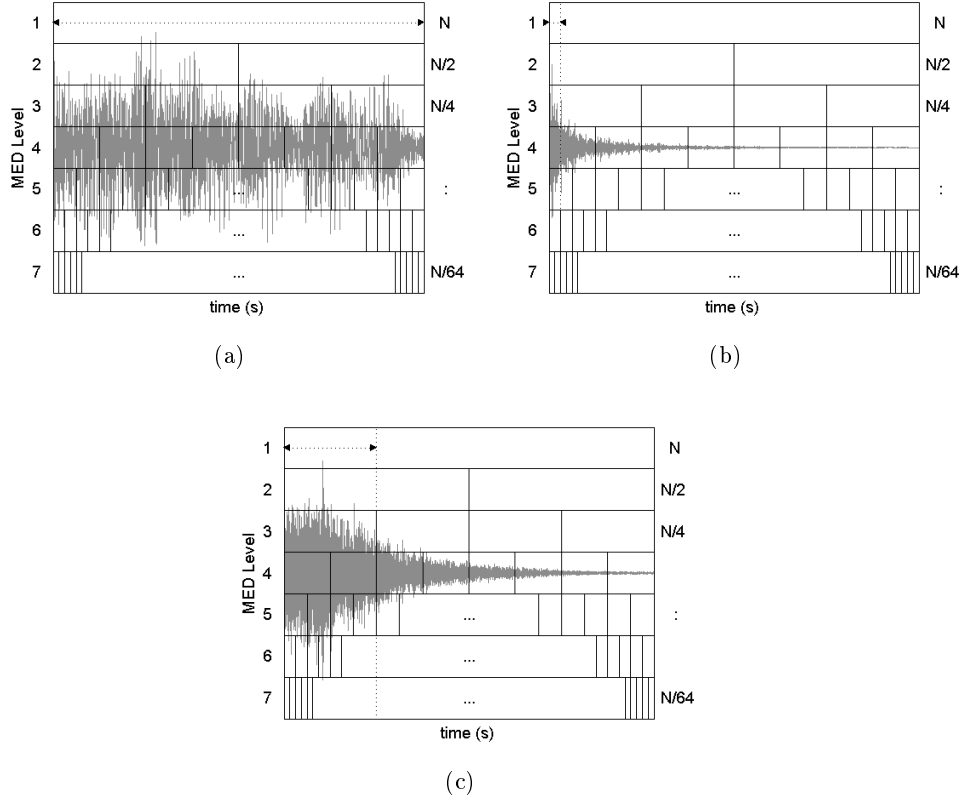 1 N
2 N/2
3 N/4
4
5 ... :
6 ...
7 ... N/64
MED Level
time (s)
(a)
1 N
2 N/2
3 N/4
4
5 ... :
6 ...
7 ... N/64
MED Level
time (s)
(b)
1 N
2 N/2
3 N/4
4
5 ... :
6 ...
7 ... N/64
MED Level
time (s)
(c)